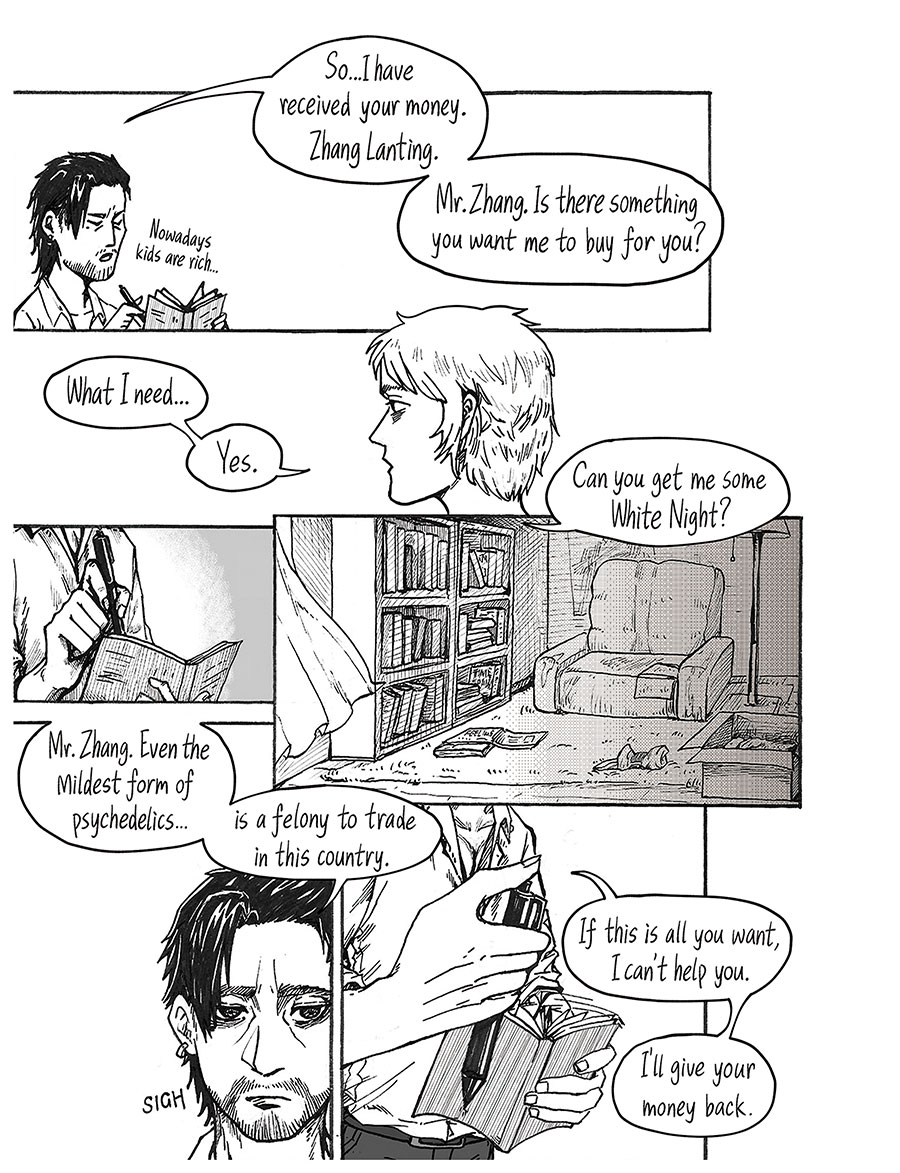 So...I have
received your money.
Zhang Lanting.
Mr. Zhang. Is there something
you want me to buy for you?
Nowadays
kids are rich...
What I need...
Yes.
Can you get me some
White Night?
Mr. Zhang. Even the
Mildest form of
psychedelics...
is a felony to trade
in this country.
If this is all you want,
I can't help you.
I'll give your
money back.
SIGH